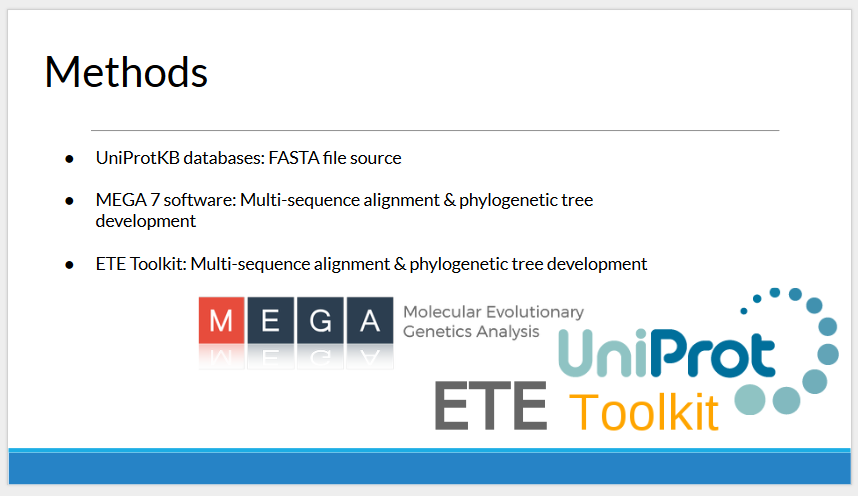 Methods
● UniProtKB databases: FASTA file source
● MEGA 7 software: Multi-sequence alignment & phylogenetic tree
development
● ETE Toolkit: Multi-sequence alignment & phylogenetic tree development
MEGA Molecular Evolutionary
Genetics Analysis
UniProt
ETE Toolkit